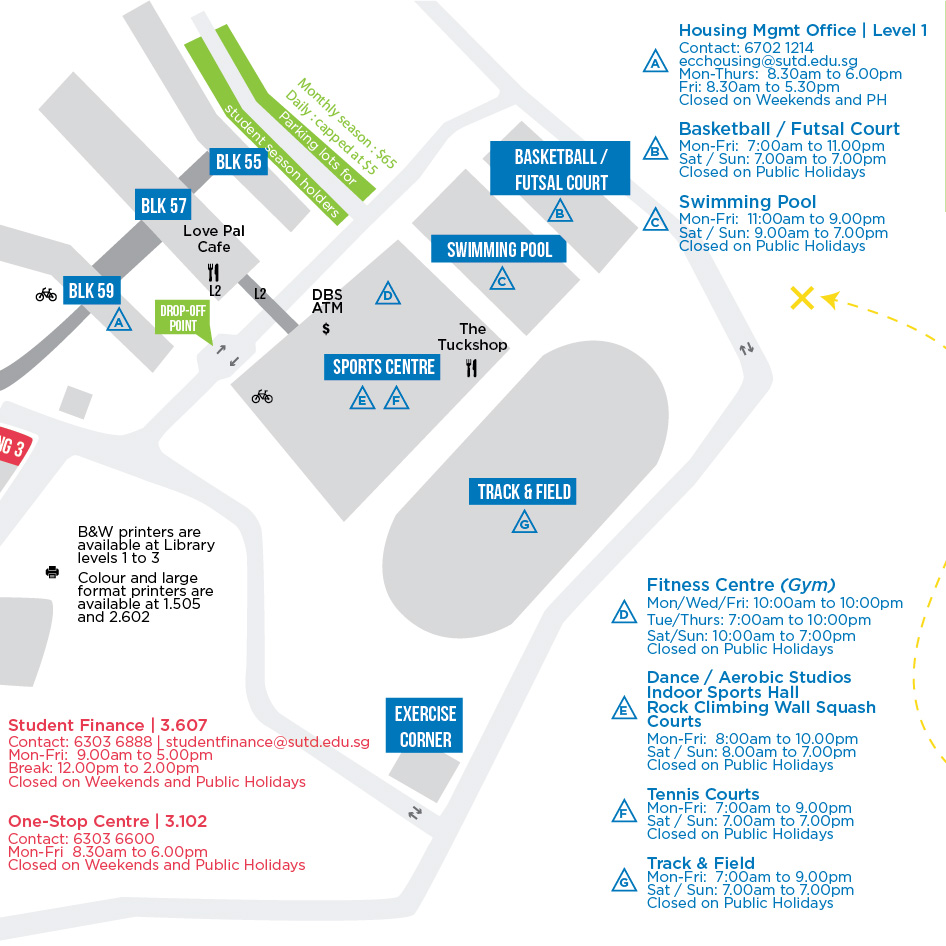 Housing Mgmt Office | Level 1
A
Contact: 6702 1214
ecchousing@sutd.edu.sg
Mon-Thurs: 8.30am to 6.00pm
Fri: 8.30am to 5.30pm
Closed on Weekends and PH
Basketball / Futsal Court
B
Mon-Fri: 7:00am to 11.00pm
Sat / Sun: 7.00am to 7.00pm
Closed on Public Holidays
Swimming Pool
C
Mon-Fri: 11:00am to 9.00pm
Sat / Sun: 9.00am to 7.00pm
Closed on Public Holidays
Monthly season : $65
Daily : capped at $5
Parking lots for
student season holders
BLK 55
BLK 57
BLK 59
A
Love Pal
Cafe
L2
L2
DROP-OFF
POINT
BASKETBALL /
FUTSAL COURT
B
SWIMMING POOL
C
DBS
ATM
$
D
The
Tuckshop
SPORTS CENTRE
E
F
TRACK & FIELD
G
NG 3
B&W printers are
available at Library
levels 1 to 3
Colour and large
format printers are
available at 1.505
and 2.602
EXERCISE
CORNER
Student Finance | 3.607
Contact: 6303 6888 | studentfinance@sutd.edu.sg
Mon-Fri: 9.00am to 5.00pm
Break: 12.00pm to 2.00pm
Closed on Weekends and Public Holidays
One-Stop Centre | 3.102
Contact: 6303 6600
Mon-Fri 8.30am to 6.00pm
Closed on Weekends and Public Holidays
Fitness Centre (Gym)
D
Mon/Wed/Fri: 10:00am to 10:00pm
Tue/Thurs: 7:00am to 10:00pm
Sat/Sun: 10:00am to 7:00pm
Closed on Public Holidays
Dance / Aerobic Studios
Indoor Sports Hall
Rock Climbing Wall Squash
Courts
E
Mon-Fri: 8:00am to 10.00pm
Sat / Sun: 8.00am to 7.00pm
Closed on Public Holidays
Tennis Courts
F
Mon-Fri: 7:00am to 9.00pm
Sat / Sun: 7.00am to 7.00pm
Closed on Public Holidays
Track & Field
G
Mon-Fri: 7:00am to 9.00pm
Sat / Sun: 7.00am to 7.00pm
Closed on Public Holidays